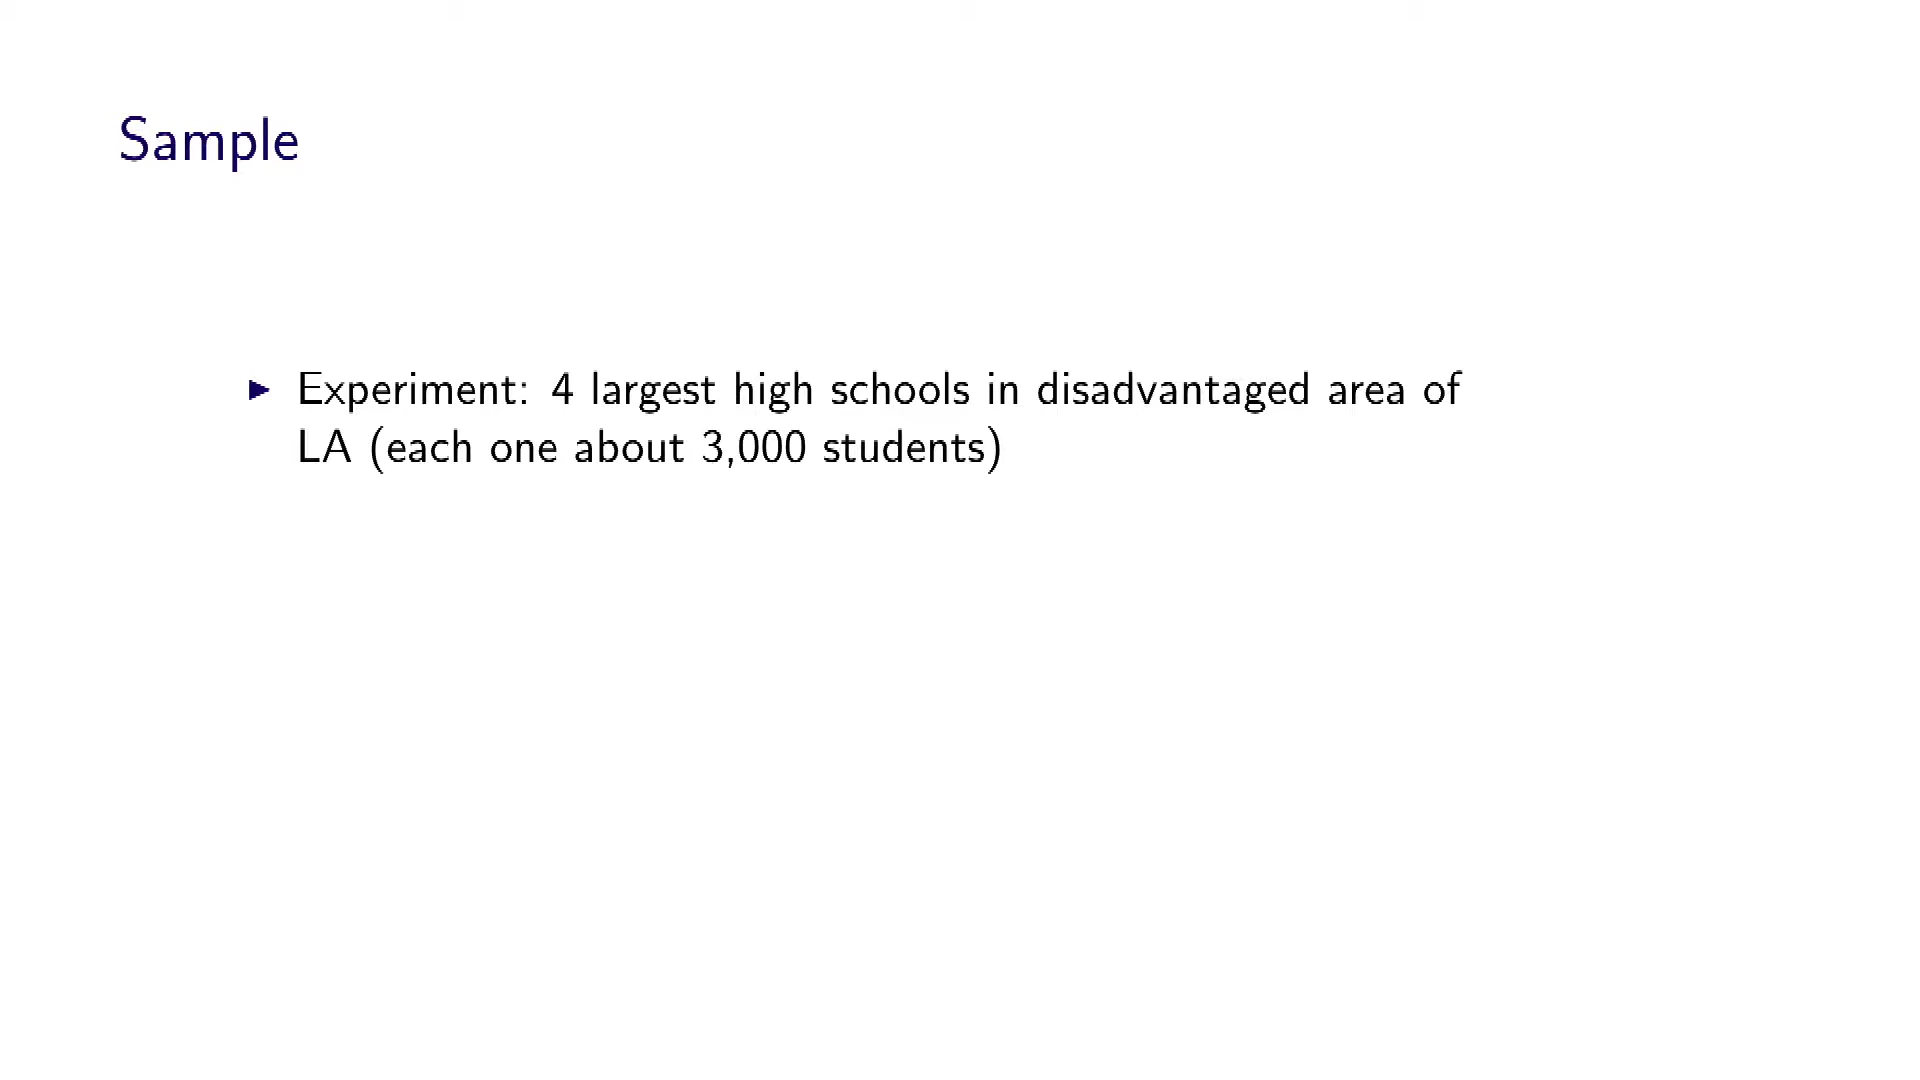 Sample
▶ Experiment: 4 largest high schools in disadvantaged area of
LA (each one about 3,000 students)